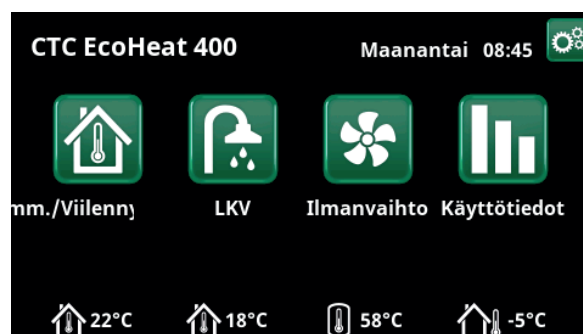 CTC EcoHeat 400
Maanantai 08:45
mm./Viilenny
LKV
Ilmanvaihto
Käyttötiedot
22°C
18°C
58°C
-5°C